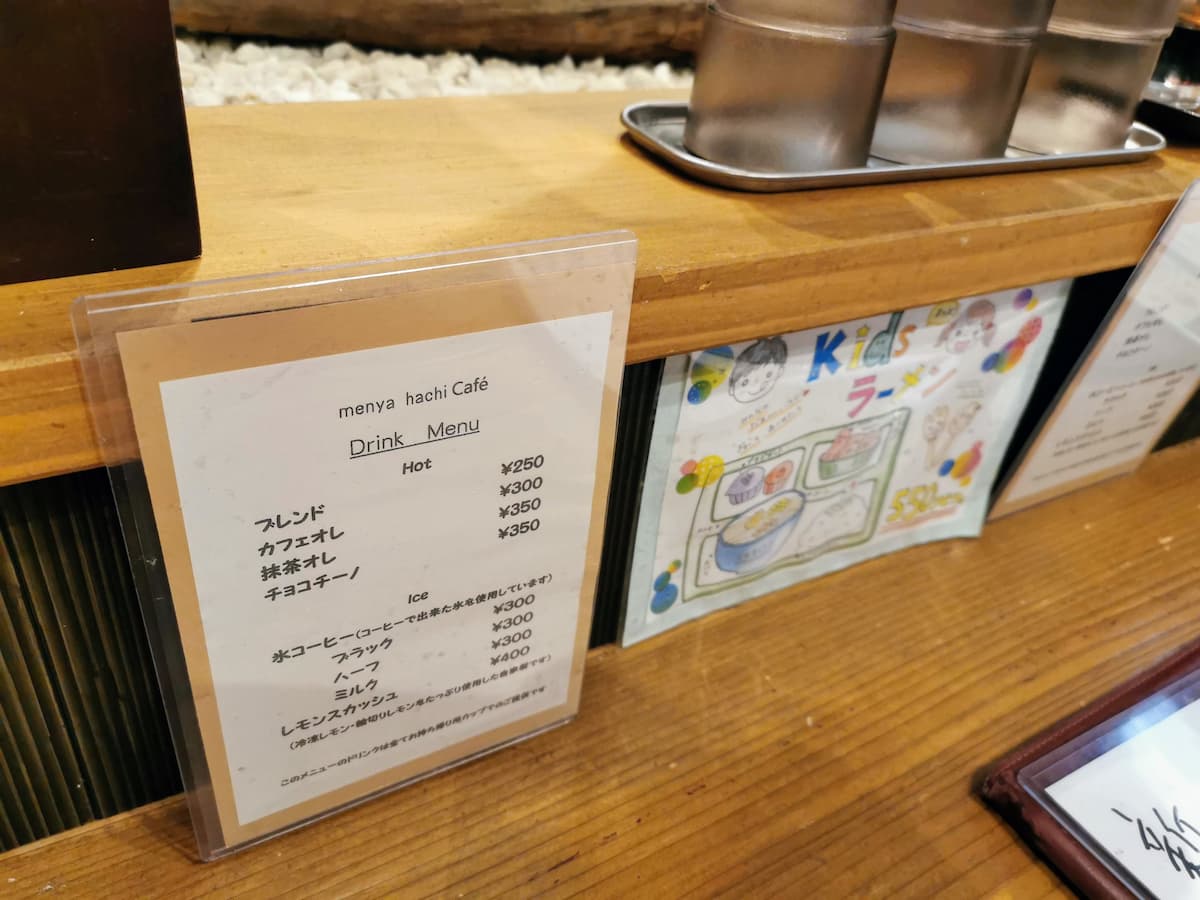 menya hachi Café
Drink Menu
Hot
ブレンド ¥250
カフェオレ ¥300
抹茶オレ ¥350
チョコチーノ ¥350
Ice
氷コーヒー(コーヒーで出来た氷を使用しています)
ブラック ¥300
ハーフ ¥300
ミルク ¥300
レモンスカッシュ ¥400
(冷凍レモン・輪切りレモンをたっぷり使用した自家製です)
このメニューのドリンクは全てお持ち帰り用カップでのご提供です
Kids
ラーメン